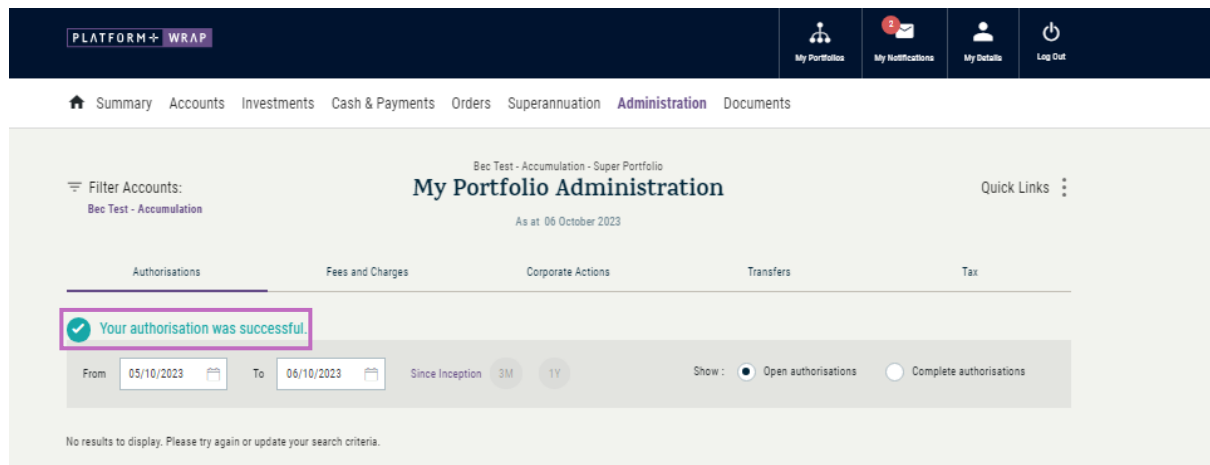 PLATFORM+ WRAP
2
My Portfolios My Notifications My Details Log Out
Summary Accounts Investments Cash & Payments Orders Superannuation Administration Documents
Bec Test - Accumulation - Super Portfolio
Filter Accounts: My Portfolio Administration Quick Links
Bec Test - Accumulation
As at 06 October 2023
Authorisations Fees and Charges Corporate Actions Transfers Tax
Your authorisation was successful.
From 05/10/2023 To 06/10/2023 Since Inception 3M 1Y Show : Open authorisations Complete authorisations
No results to display. Please try again or update your search criteria.